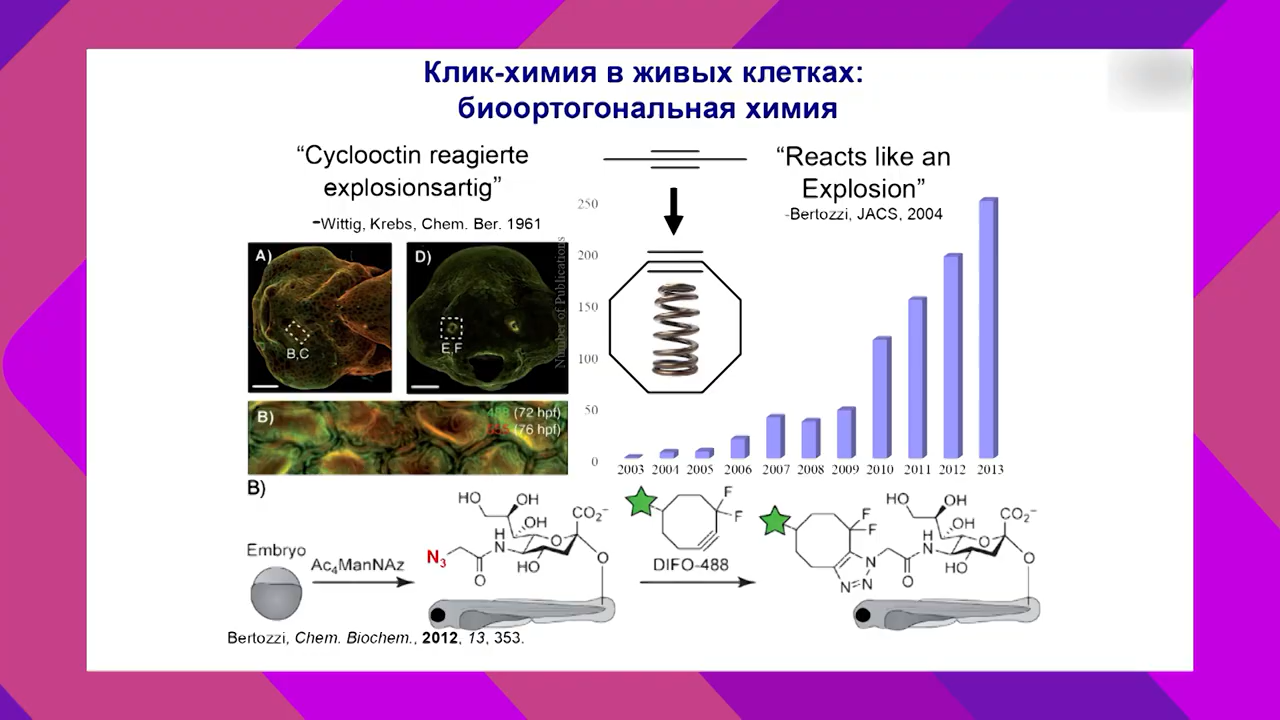 Клик-химия в живых клетках:
биоортогональная химия
“Cyclooctin reagierte
explosionsartig”
-Wittig, Krebs, Chem. Ber. 1961
“Reacts like an
Explosion”
-Bertozzi, JACS, 2004
A)
B,C
D)
E,F
B)
488 (72 hpf)
(76 hpf)
Number of Publications
250
200
150
100
50
0
2003 2004 2005 2006 2007 2008 2009 2010 2011 2012 2013
B)
Embryo
Ac4ManNAz
HO
OH
CO2−
OH
N3
H
N
O
O
HO
O
F
F
DIFO-488
F
F
N
N=N
O
H
N
HO
OH
CO2−
OH
O
HO
O
Bertozzi, Chem. Biochem., 2012, 13, 353.